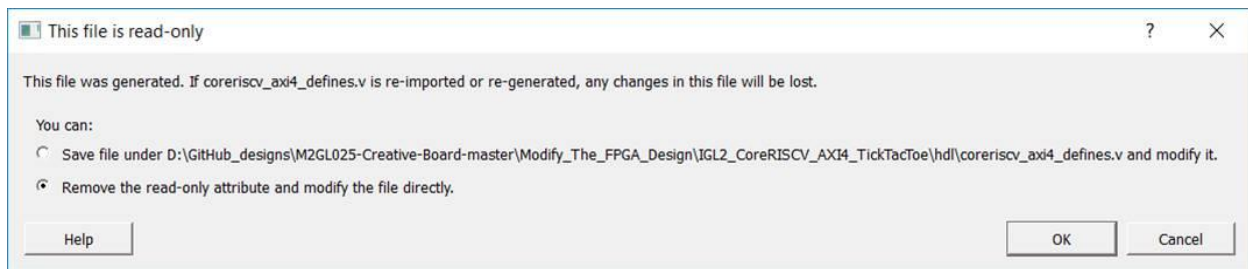 This file is read-only
This file was generated. If coreriscv_axi4_defines.v is re-imported or re-generated, any changes in this file will be lost.
You can:
Save file under D:\GitHub_designs\M2GL025-Creative-Board-master\Modify_The_FPGA_Design\IGL2_CoreRISCV_AXI4_TickTacToe\hdl\coreriscv_axi4_defines.v and modify it.
Remove the read-only attribute and modify the file directly.
Help OK Cancel